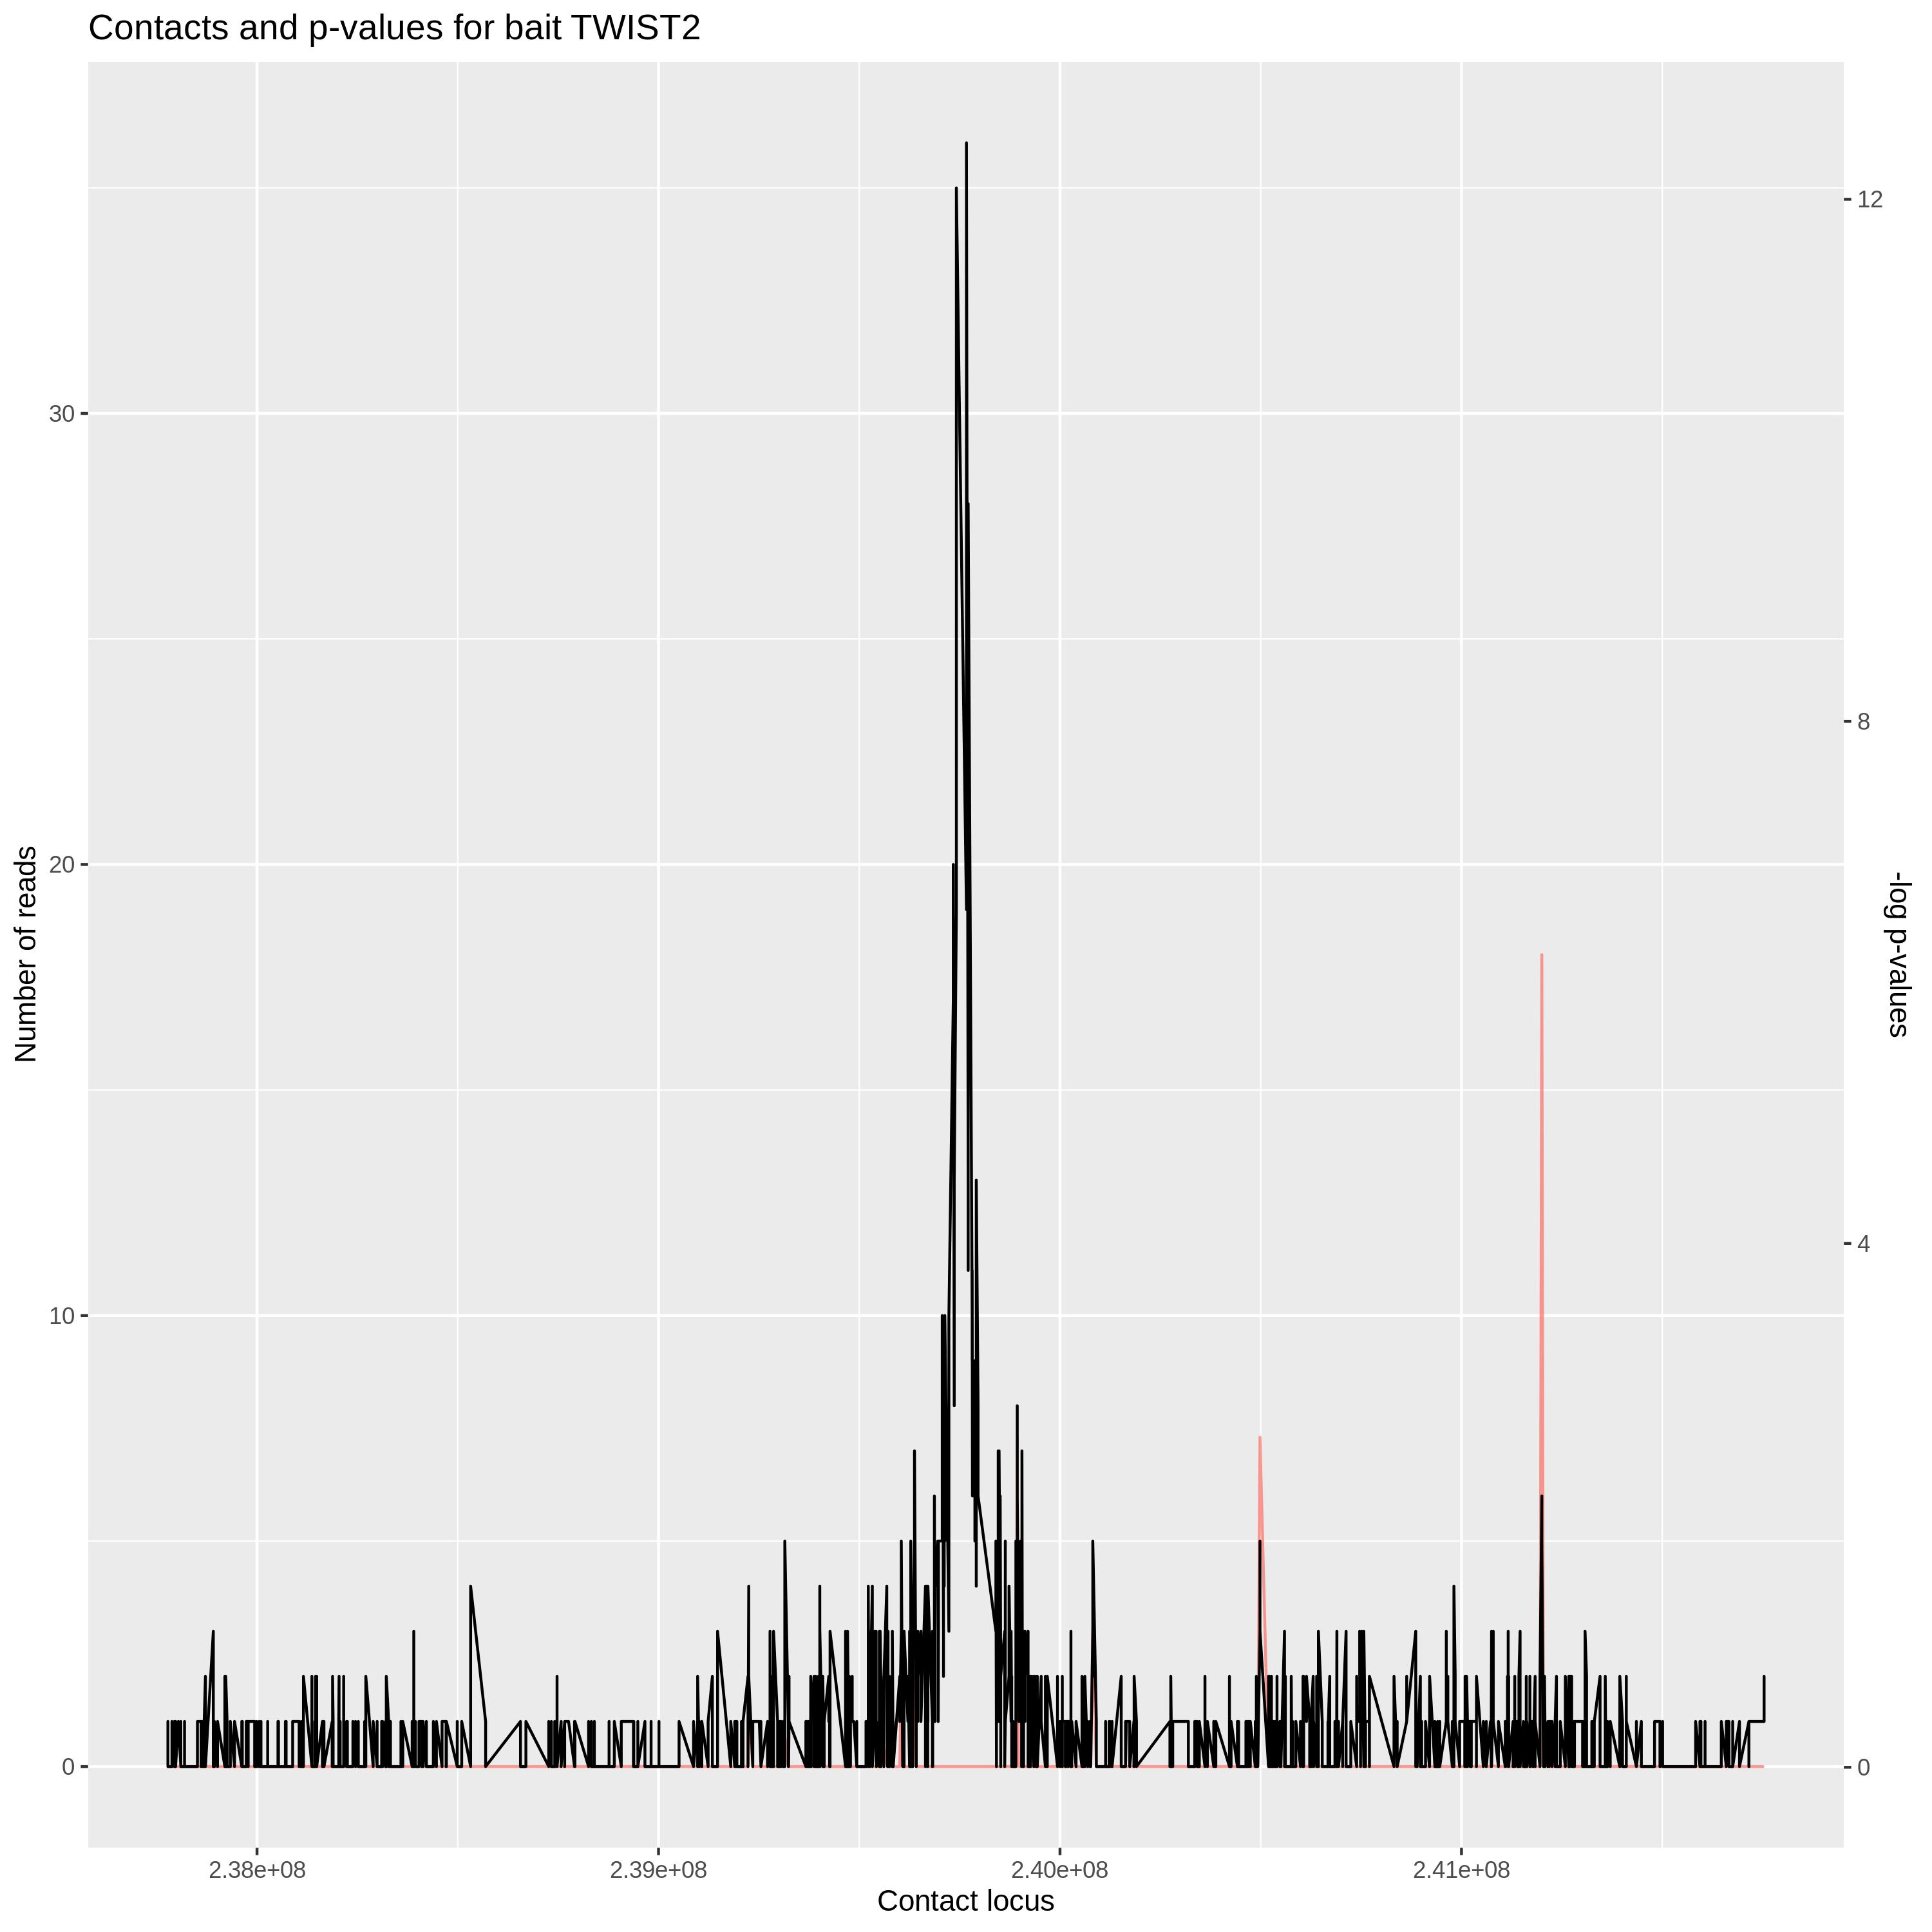 Contacts and p-values for bait TWIST2
Number of reads
30
20
10
0
12
8
4
0
-log p-values
2.38e+08
2.39e+08
2.40e+08
2.41e+08
Contact locus